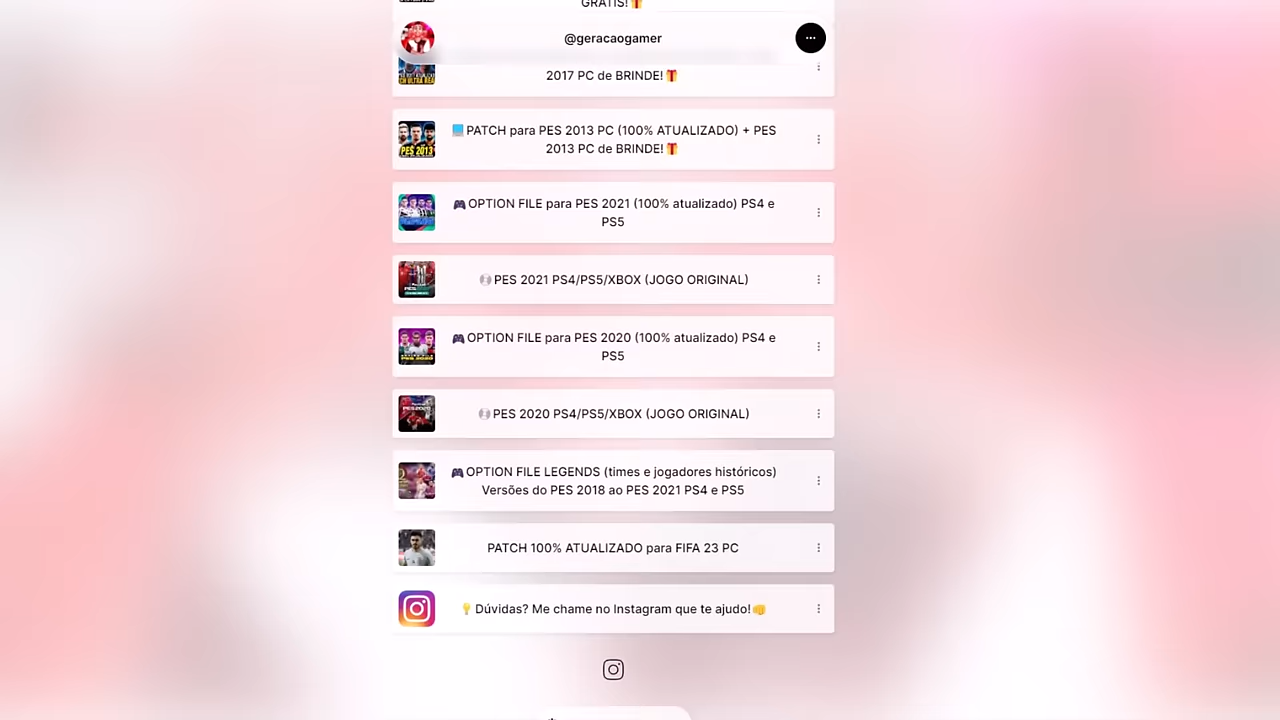 GRÁTIS!🎁
@geracaogamer
2017 PC de BRINDE!🎁
PATCH para PES 2013 PC (100% ATUALIZADO) + PES
2013 PC de BRINDE!🎁
PES 2013
🎮OPTION FILE para PES 2021 (100% atualizado) PS4 e
PS5
PES 2021 PS4/PS5/XBOX (JOGO ORIGINAL)
🎮OPTION FILE para PES 2020 (100% atualizado) PS4 e
PS5
PES 2020 PS4/PS5/XBOX (JOGO ORIGINAL)
🎮OPTION FILE LEGENDS (times e jogadores históricos)
Versões do PES 2018 ao PES 2021 PS4 e PS5
PATCH 100% ATUALIZADO para FIFA 23 PC
💡Dúvidas? Me chame no Instagram que te ajudo!👊